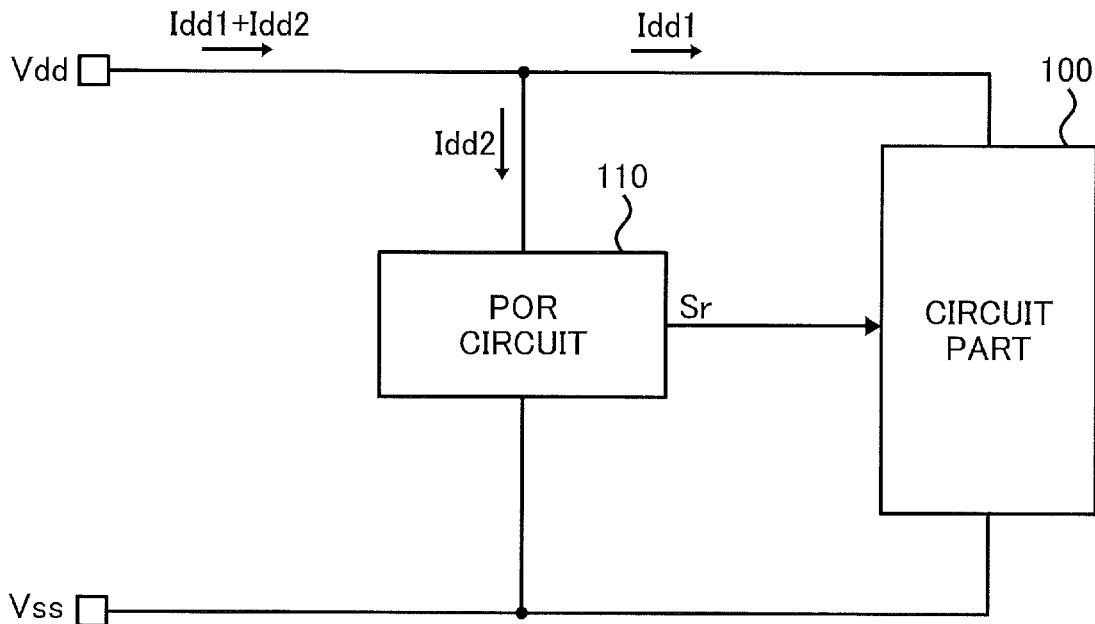 Idd1+Idd2
Idd1
Vdd
100
Idd2
110
POR
CIRCUIT
Sr
CIRCUIT
PART
Vss